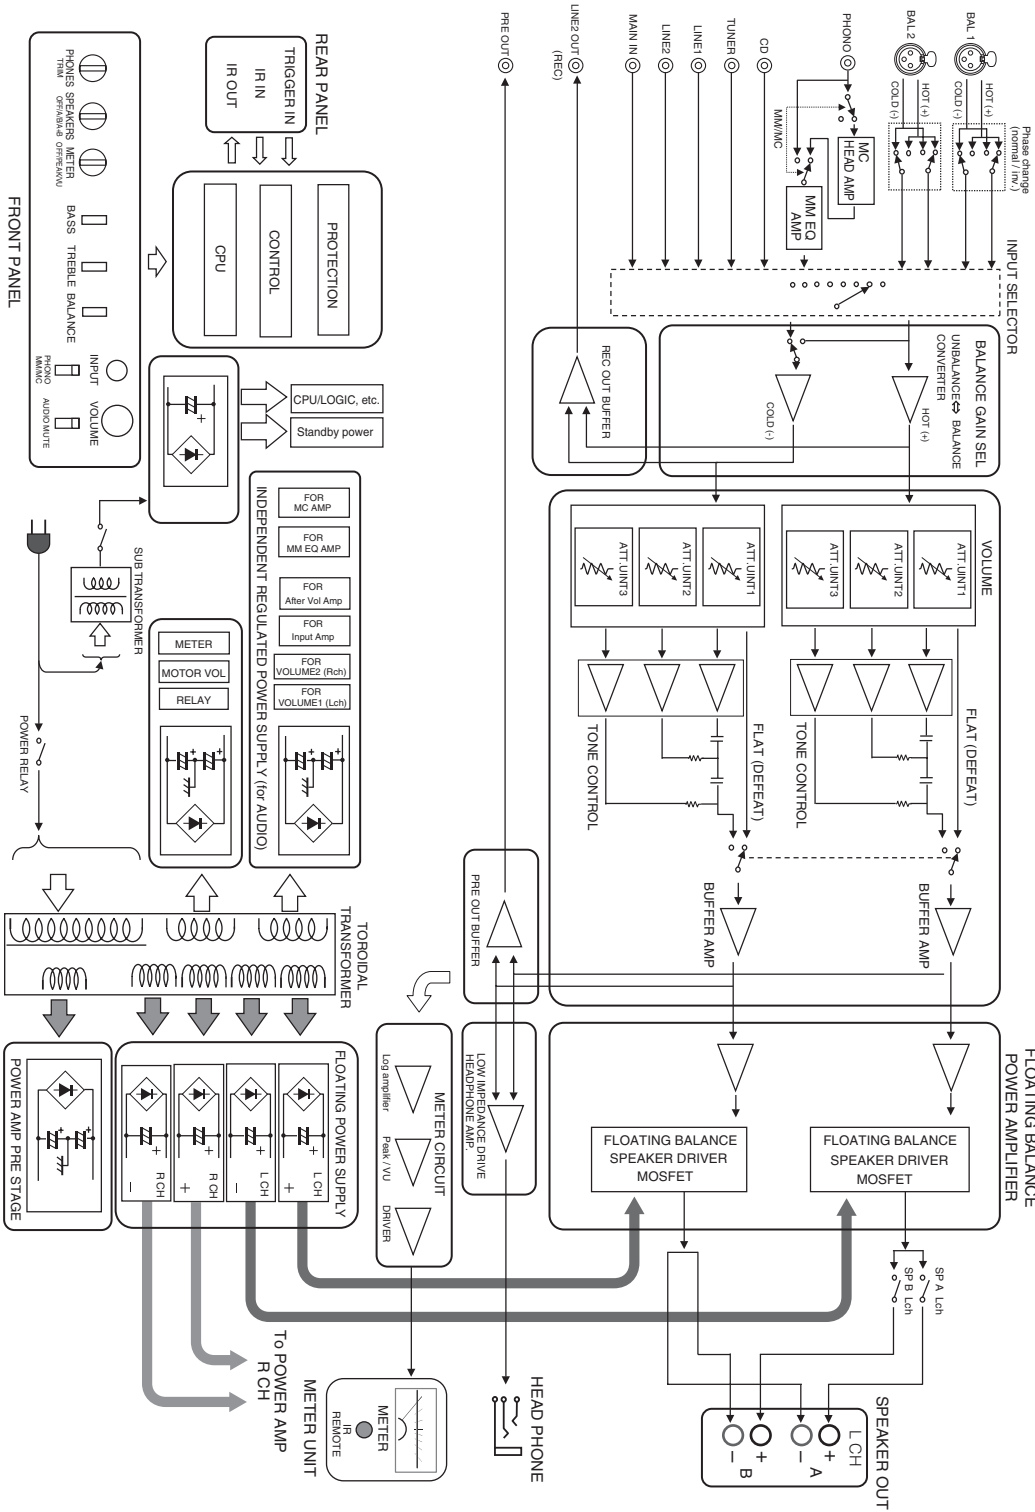 BAL 1
BAL 2
PHONO
CD
TUNER
LINE1
LINE2
MAIN IN
LINE2 OUT
(REC)
PRE OUT
HOT (+)
COLD (-)
HOT (+)
COLD (-)
Phase change
(normal / inv.)
MM/MC
MC
HEAD AMP
MM EQ
AMP
INPUT SELECTOR
BALANCE GAIN SEL
UNBALANCE⇔ BALANCE
CONVERTER
HOT (+)
COLD (-)
REC OUT BUFFER
VOLUME
ATT.UINT1
ATT.UINT2
ATT.UINT3
ATT.UINT1
ATT.UINT2
ATT.UINT3
FLAT (DEFEAT)
TONE CONTROL
FLAT (DEFEAT)
TONE CONTROL
BUFFER AMP
BUFFER AMP
PRE OUT BUFFER
FLOATING BALANCE
POWER AMPLIFIER
FLOATING BALANCE
SPEAKER DRIVER
MOSFET
FLOATING BALANCE
SPEAKER DRIVER
MOSFET
SP A Lch
SP B Lch
SPEAKER OUT
L CH
+
−
A
+
−
B
LOW IMPEDANCE DRIVE
HEADPHONE AMP.
HEAD PHONE
METER CIRCUIT
Log amplifier
Peak / VU
DRIVER
METER
IR
REMOTE
METER UNIT
To POWER AMP
R CH
REAR PANEL
TRIGGER IN
IR IN
IR OUT
PROTECTION
CONTROL
CPU
FRONT PANEL
PHONES
TRIM
SPEAKERS
OFF/A/B/A+B
METER
OFF/PEAK/VU
BASS
TREBLE
BALANCE
INPUT
PHONO
MM/MC
VOLUME
AUDIO MUTE
+
CPU/LOGIC, etc.
Standby power
INDEPENDENT REGULATED POWER SUPPLY (for AUDIO)
FOR
MC AMP
FOR
MM EQ AMP
FOR
After Vol Amp
FOR
Input Amp
FOR
VOLUME2 (Rch)
FOR
VOLUME1 (Lch)
+
+
METER
MOTOR VOL
RELAY
+
+
SUB TRANSFORMER
POWER RELAY
TOROIDAL
TRANSFORMER
FLOATING POWER SUPPLY
+
L CH
+
+
L CH
−
+
R CH
+
+
R CH
−
POWER AMP PRE STAGE
+
+